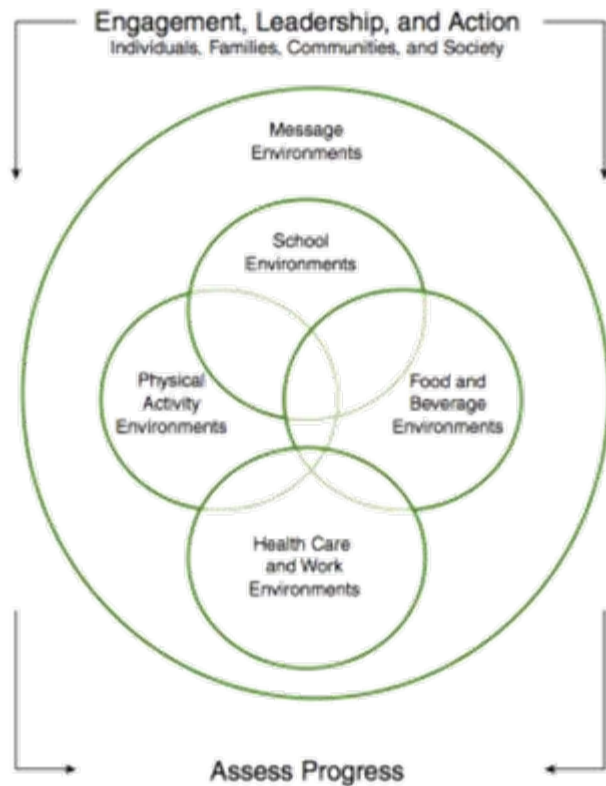 Engagement, Leadership, and Action
Individuals, Families, Communities, and Society
Message
Environments
School
Environments
Physical
Activity
Environments
Food and
Beverage
Environments
Health Care
and Work
Environments
Assess Progress